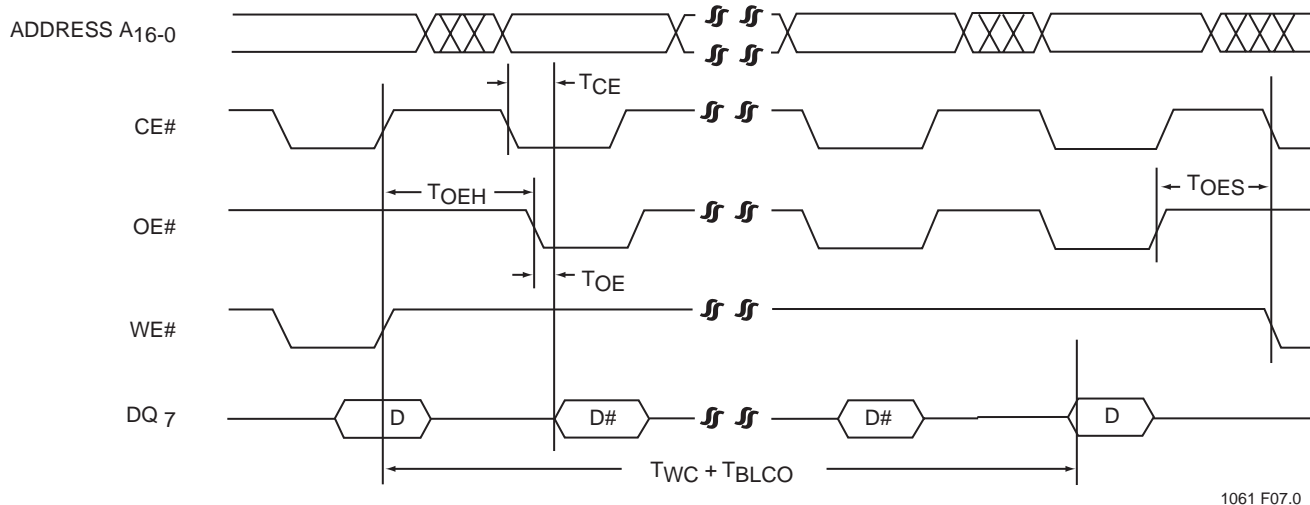 ADDRESS A16-0
TCE
CE#
TOEH
TOES
OE#
TOE
WE#
DQ 7
D
D#
D#
D
TWC + TBLCO
1061 F07.0